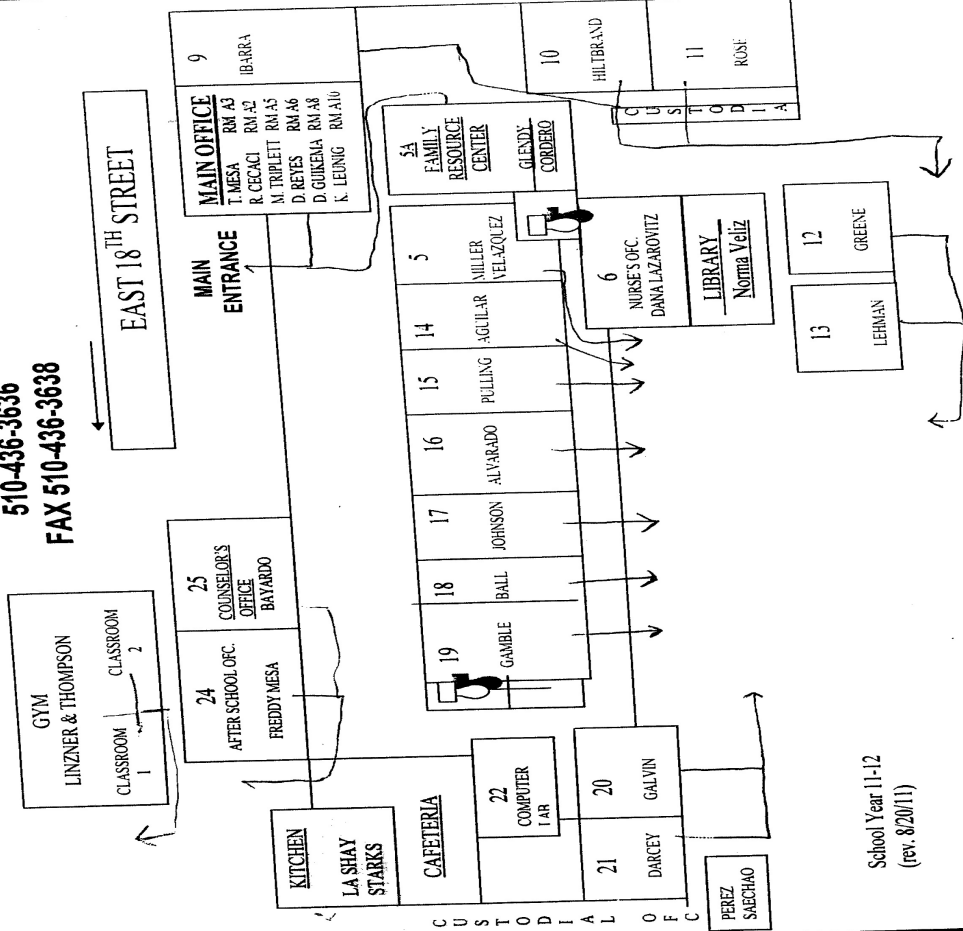 510-436-3636
FAX 510-436-3638
EAST 18TH STREET
GYM
LINZNER & THOMPSON
CLASSROOM 1
CLASSROOM 2
24
AFTER SCHOOL OFC.
FREDDY MESA
25
COUNSELOR'S
OFFICE
BAYARDO
MAIN
ENTRANCE
MAIN OFFICE
T. MESA RM A3
R. CECACI RM A2
M. TRIPLETT RM A5
D. REYES RM A6
D. GUIKEMA RM A8
K. LEUNIG RM A10
9
IBARRA
10
HILTBRAND
11
ROSE
CUSTODIA
KITCHEN
LA SHAY
STARKS
CAFETERIA
22
COMPUTER
LAB
19
GAMBLE
18
BALL
17
JOHNSON
16
ALVARADO
15
PULLING
14
AGUILAR
5
MILLER
VELAZQUEZ
5A
FAMILY
RESOURCE
CENTER
GLENDY
CORDERO
6
NURSE'S OFC.
DANA LAZAROVITZ
LIBRARY
Norma Veliz
12
GREENE
13
LEHMAN
21
DARCEY
20
GALVIN
CUSTODIAL OFC
PEREZ
SAECHAO
School Year 11-12
(rev. 8/20/11)